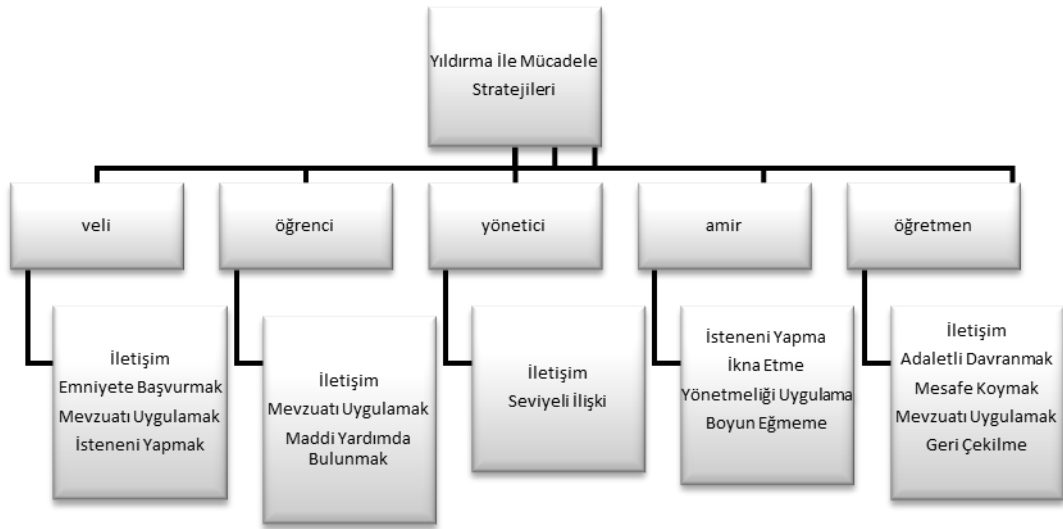 Yıldırma İle Mücadele
Stratejileri
veli
öğrenci
yönetici
amir
öğretmen
İletişim
Emniyete Başvurmak
Mevzuatı Uygulamak
İsteneni Yapmak
İletişim
Mevzuatı Uygulamak
Maddi Yardımda
Bulunmak
İletişim
Seviyeli İlişki
İsteneni Yapma
İkna Etme
Yönetmeliği Uygulama
Boyun Eğmeme
İletişim
Adaletli Davranmak
Mesafe Koymak
Mevzuatı Uygulamak
Geri Çekilme